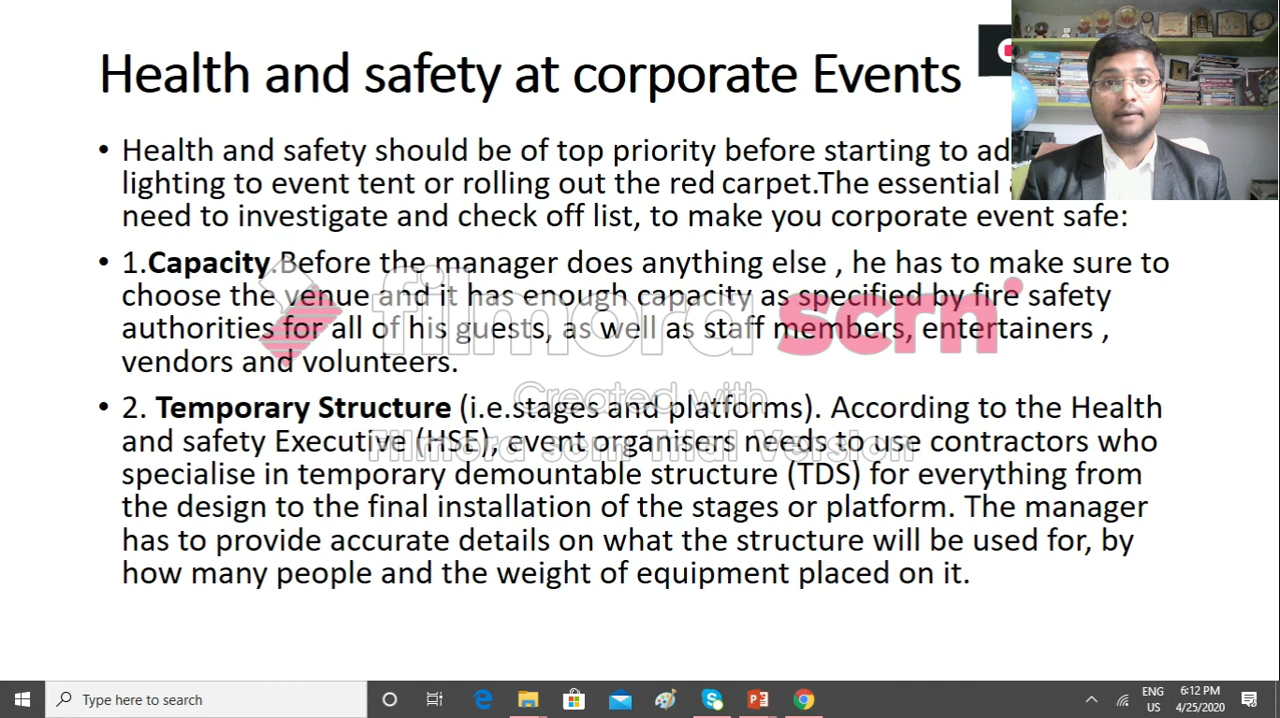 Health and safety at corporate Events
• Health and safety should be of top priority before starting to ad
lighting to event tent or rolling out the red carpet.The essential
need to investigate and check off list, to make you corporate event safe:
• 1.Capacity.Before the manager does anything else , he has to make sure to
choose the venue and it has enough capacity as specified by fire safety
authorities for all of his guests, as well as staff members, entertainers ,
vendors and volunteers.
• 2. Temporary Structure (i.e.stages and platforms). According to the Health
and safety Executive (HSE), event organisers needs to use contractors who
specialise in temporary demountable structure (TDS) for everything from
the design to the final installation of the stages or platform. The manager
has to provide accurate details on what the structure will be used for, by
how many people and the weight of equipment placed on it.
filmora scrn
Created with
Filmora scrn Trial Version
Type here to search
ENG
US
6:12 PM
4/25/2020